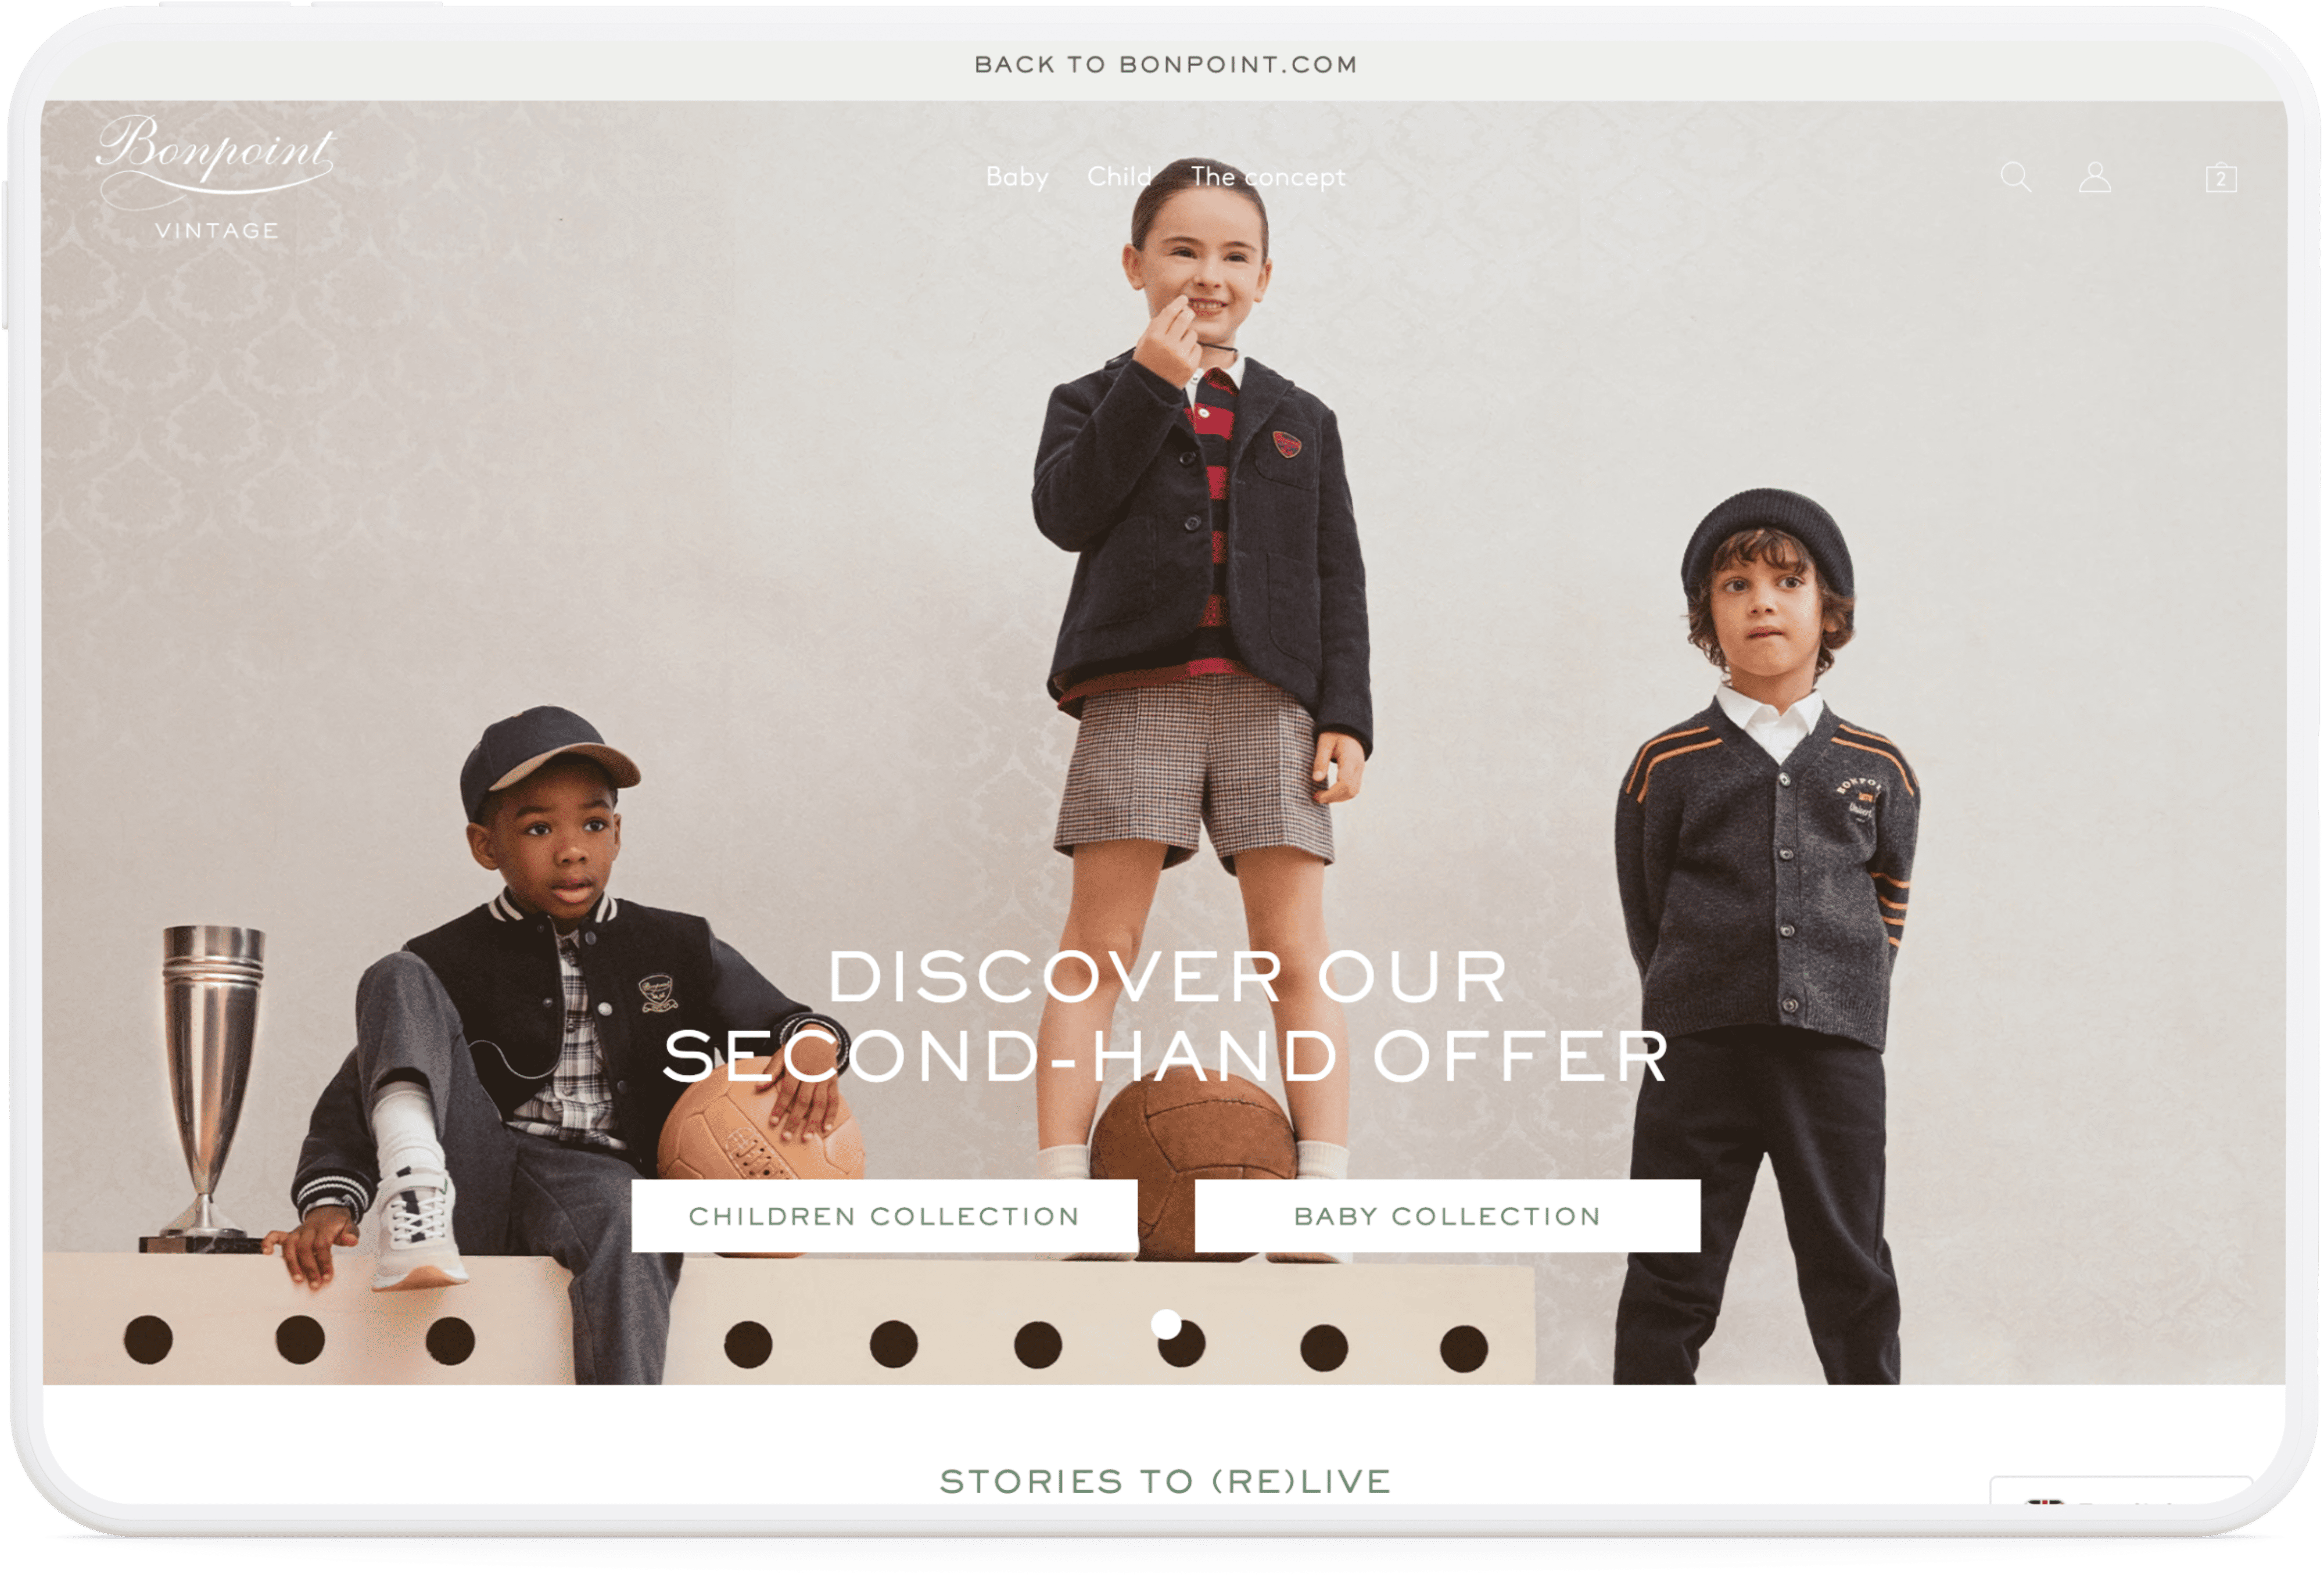 BACK TO BONPOINT.COM
Bonpoint
VINTAGE
Baby
Child
The concept
2
DISCOVER OUR
SECOND-HAND OFFER
CHILDREN COLLECTION
BABY COLLECTION
STORIES TO (RE)LIVE